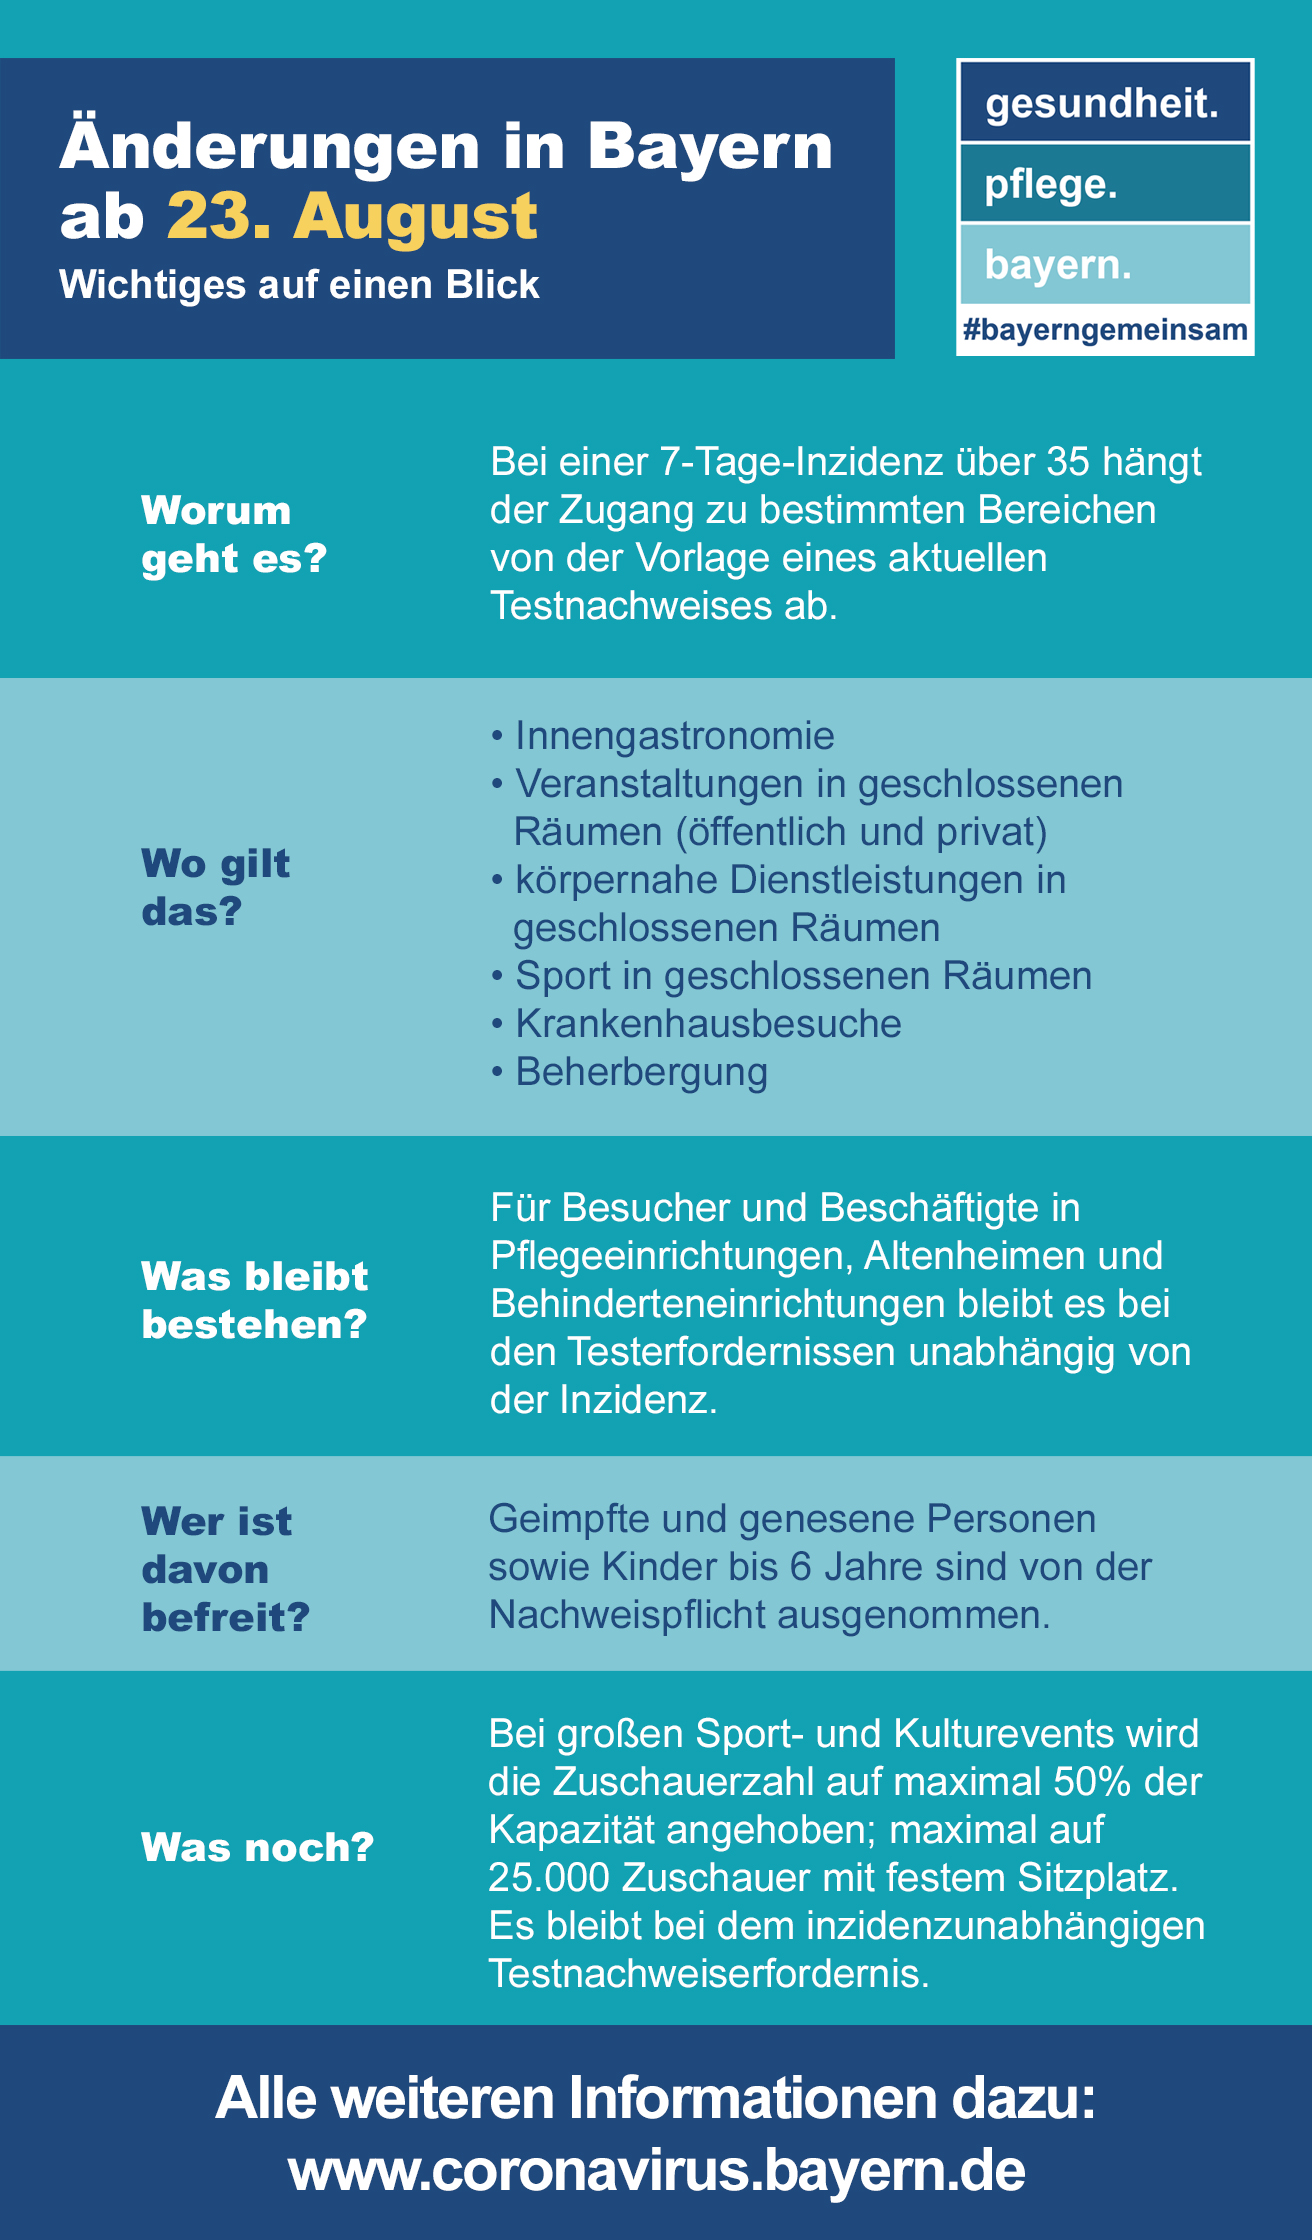 Änderungen in Bayern
ab 23. August
Wichtiges auf einen Blick
gesundheit.
pflege.
bayern.
#bayerngemeinsam
Worum
geht es?
Bei einer 7-Tage-Inzidenz über 35 hängt
der Zugang zu bestimmten Bereichen
von der Vorlage eines aktuellen
Testnachweises ab.
Wo gilt
das?
• Innengastronomie
• Veranstaltungen in geschlossenen
Räumen (öffentlich und privat)
• körpernahe Dienstleistungen in
geschlossenen Räumen
• Sport in geschlossenen Räumen
• Krankenhausbesuche
• Beherbergung
Was bleibt
bestehen?
Für Besucher und Beschäftigte in
Pflegeeinrichtungen, Altenheimen und
Behinderteneinrichtungen bleibt es bei
den Testerfordernissen unabhängig von
der Inzidenz.
Wer ist
davon
befreit?
Geimpfte und genesene Personen
sowie Kinder bis 6 Jahre sind von der
Nachweispflicht ausgenommen.
Was noch?
Bei großen Sport- und Kulturevents wird
die Zuschauerzahl auf maximal 50% der
Kapazität angehoben; maximal auf
25.000 Zuschauer mit festem Sitzplatz.
Es bleibt bei dem inzidenzunabhängigen
Testnachweiserfordernis.
Alle weiteren Informationen dazu:
www.coronavirus.bayern.de